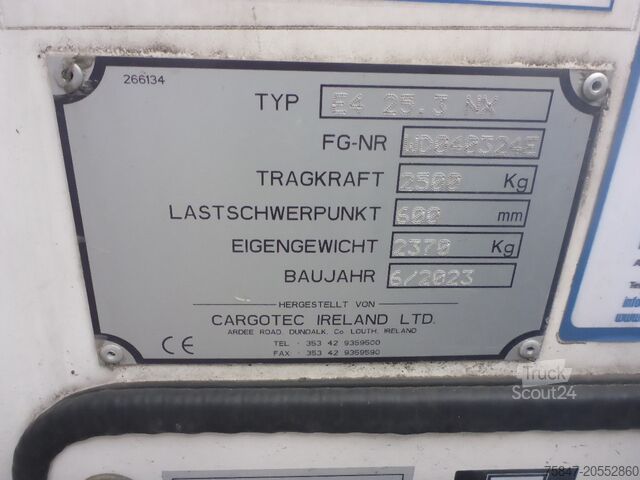 266134
TYP E4 25.3 NX
FG-NR WD040324E
TRAGKRAFT 2500 Kg
LASTSCHWERPUNKT 600 mm
EIGENGEWICHT 2370 Kg
BAUJAHR 6/2023
HERGESTELLT VON
CARGOTEC IRELAND LTD.
ARDEE ROAD, DUNDALK, Co LOUTH, IRELAND
TEL · 353 42 9359500
FAX · 353 42 9359590
CE
Truck
Scout24
75847-20552860